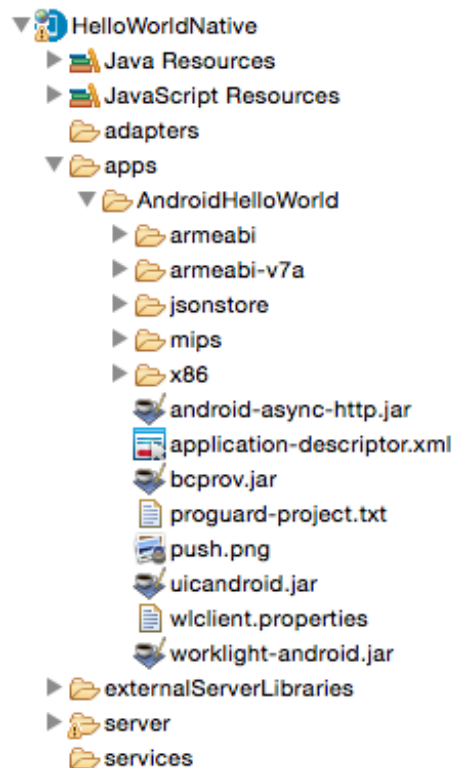 HelloWorldNative
Java Resources
JavaScript Resources
adapters
apps
AndroidHelloWorld
armeabi
armeabi-v7a
jsonstore
mips
x86
android-async-http.jar
application-descriptor.xml
bcprov.jar
proguard-project.txt
push.png
uicandroid.jar
wlclient.properties
worklight-android.jar
externalServerLibraries
server
services